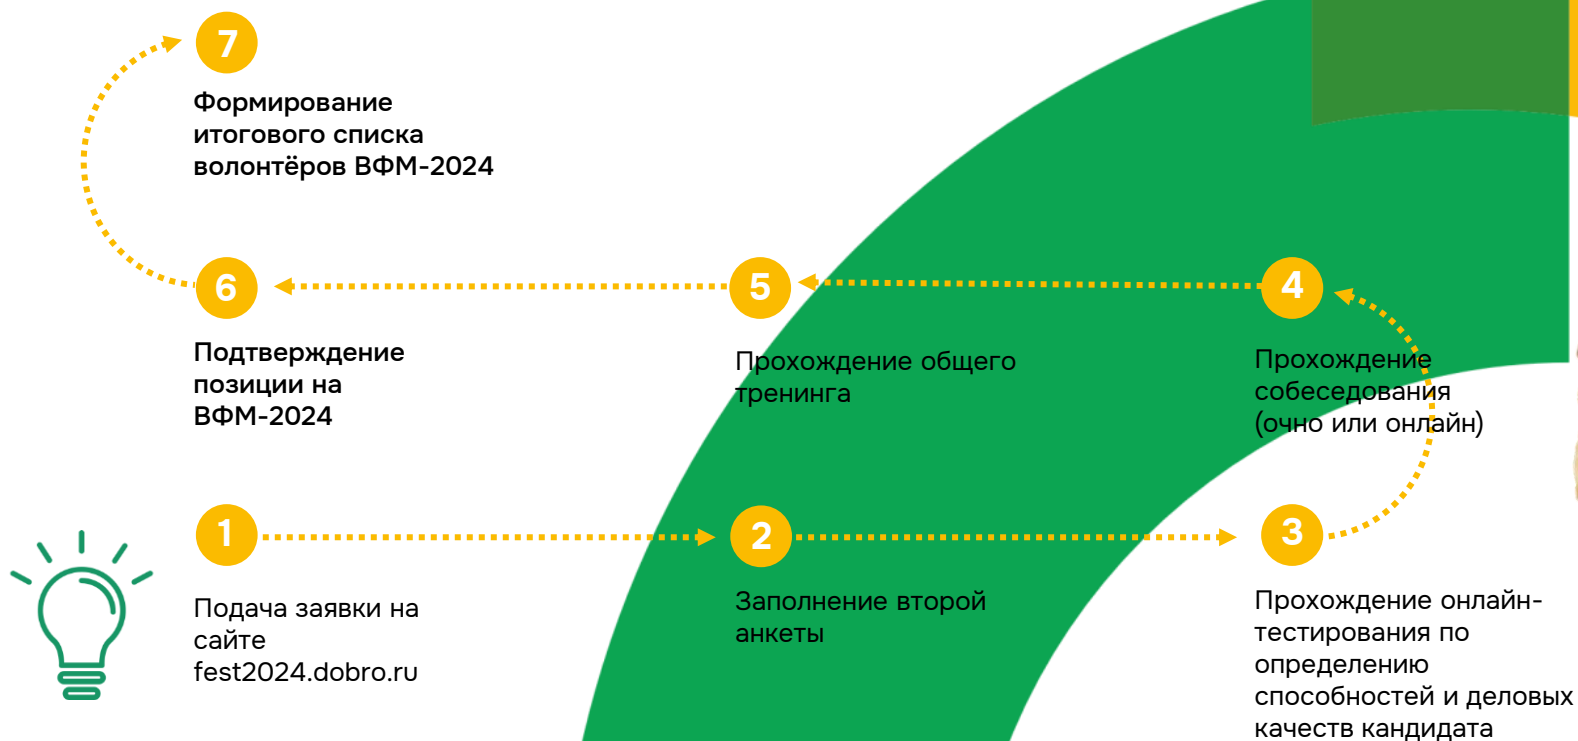 7
Формирование
итогового списка
волонтёров ВФМ-2024
6
5
4
Подтверждение
позиции на
ВФМ-2024
Прохождение общего
тренинга
Прохождение
собеседования
(очно или онлайн)
1
2
3
Подача заявки на
сайте
fest2024.dobro.ru
Заполнение второй
анкеты
Прохождение онлайн-
тестирования по
определению
способностей и деловых
качеств кандидата